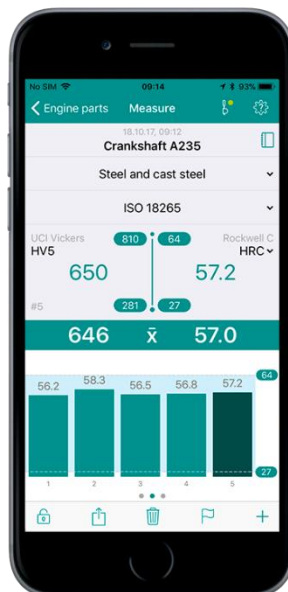 No SIM 09:14 93%
Engine parts Measure
18.10.17, 09:12
Crankshaft A235
Steel and cast steel
ISO 18265
UCI Vickers 810 64 Rockwell C
HV5 HRC
650 57.2
#5 281 27
646 x̄ 57.0
64
56.2 58.3 56.5 56.8 57.2
27
1 2 3 4 5